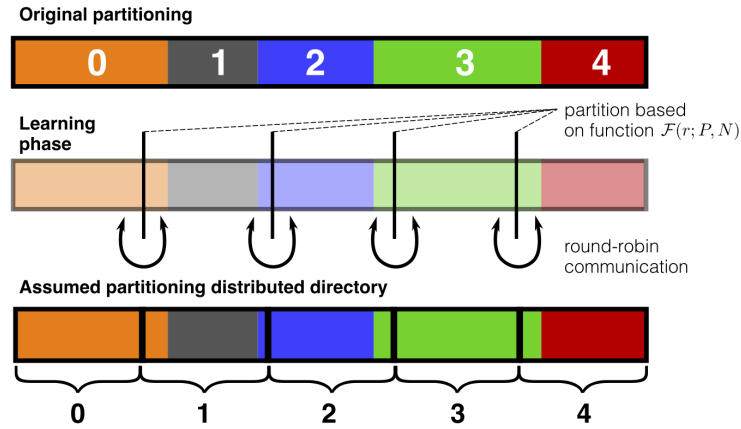 Original partitioning
0 1 2 3 4
Learning
phase
partition based
on function F(r; P, N)
round-robin
communication
Assumed partitioning distributed directory
0 1 2 3 4